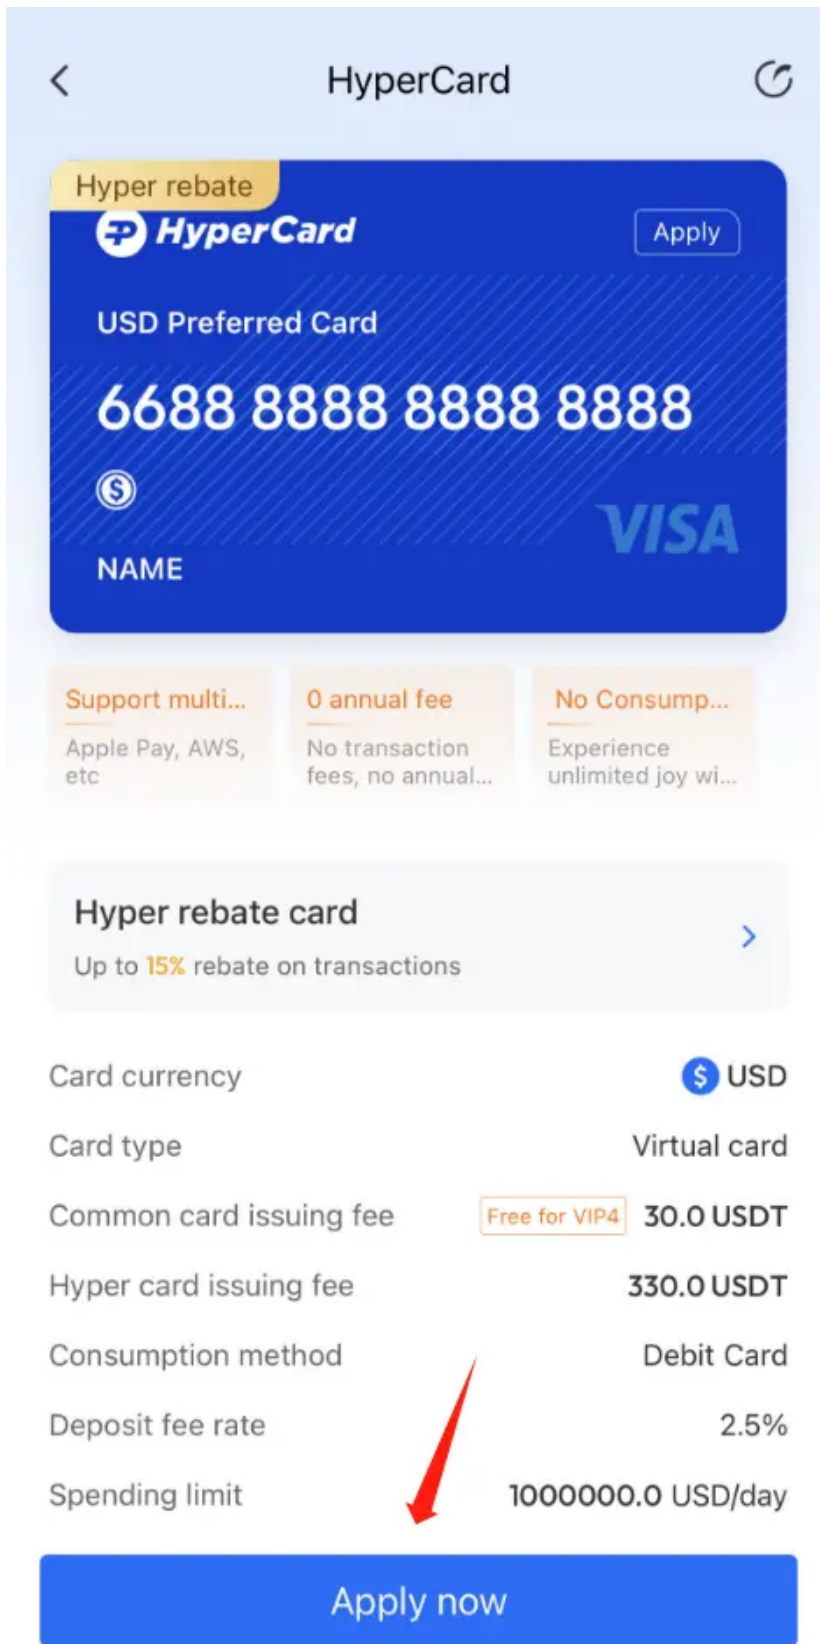 HyperCard
Hyper rebate
HyperCard
Apply
USD Preferred Card
6688 8888 8888 8888
VISA
NAME
Support multi...
Apple Pay, AWS,
etc
0 annual fee
No transaction
fees, no annual...
No Consump...
Experience
unlimited joy wi...
Hyper rebate card
Up to 15% rebate on transactions
Card currency $ USD
Card type Virtual card
Common card issuing fee Free for VIP4 30.0 USDT
Hyper card issuing fee 330.0 USDT
Consumption method Debit Card
Deposit fee rate 2.5%
Spending limit 1000000.0 USD/day
Apply now